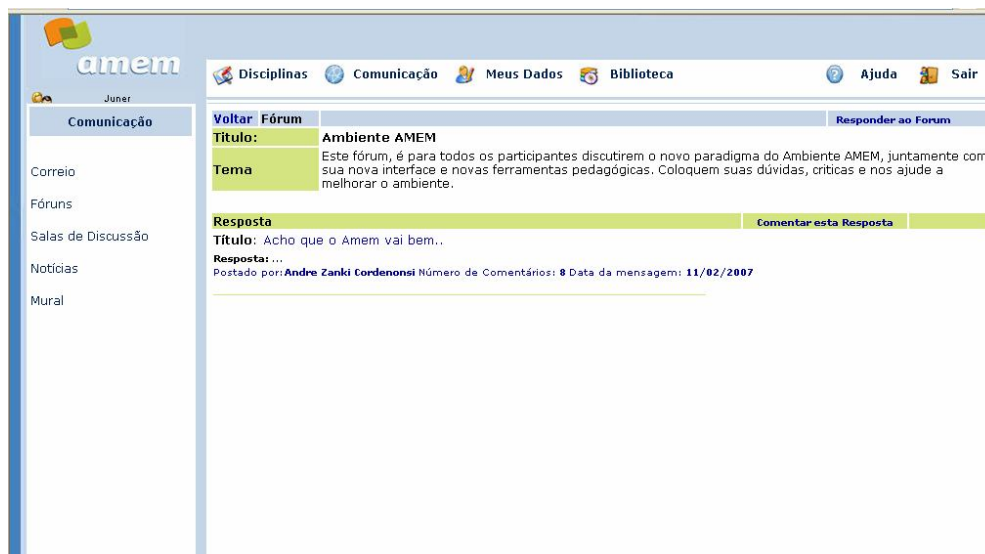 amem
Juner
Disciplinas Comunicação Meus Dados Biblioteca Ajuda Sair
Comunicação
Correio
Fóruns
Salas de Discussão
Notícias
Mural
Voltar Fórum Responder ao Forum
Titulo: Ambiente AMEM
Tema
Este fórum, é para todos os participantes discutirem o novo paradigma do Ambiente AMEM, juntamente com
sua nova interface e novas ferramentas pedagógicas. Coloquem suas dúvidas, criticas e nos ajude a
melhorar o ambiente.
Resposta Comentar esta Resposta
Título: Acho que o Amem vai bem..
Resposta: ...
Postado por: Andre Zanki Cordenonsi Número de Comentários: 8 Data da mensagem: 11/02/2007